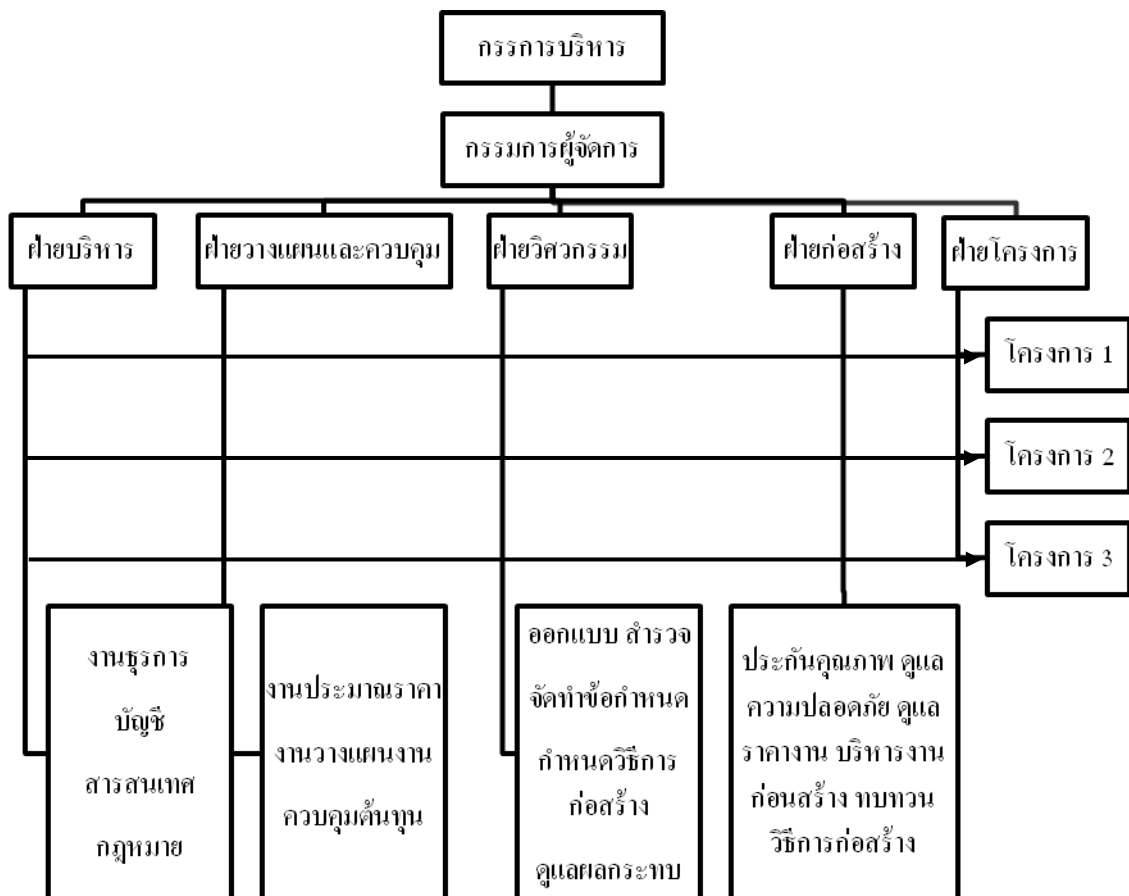 กรรการบริหาร
กรรมการผู้จัดการ
ฝ่ายบริหาร
ฝ่ายวางแผนและควบคุม
ฝ่ายวิศวกรรม
ฝ่ายก่อสร้าง
ฝ่ายโครงการ
โครงการ 1
โครงการ 2
โครงการ 3
งานธุรการ
บัญชี
สารสนเทศ
กฎหมาย
งานประมาณราคา
งานวางแผนงาน
ควบคุมต้นทุน
ออกแบบ สำรวจ
จัดทำข้อกำหนด
กำหนดวิธีการ
ก่อสร้าง
ดูแลผลกระทบ
ประกันคุณภาพ ดูแล
ความปลอดภัย ดูแล
ราคางาน บริหารงาน
ก่อนสร้าง ทบทวน
วิธีการก่อสร้าง